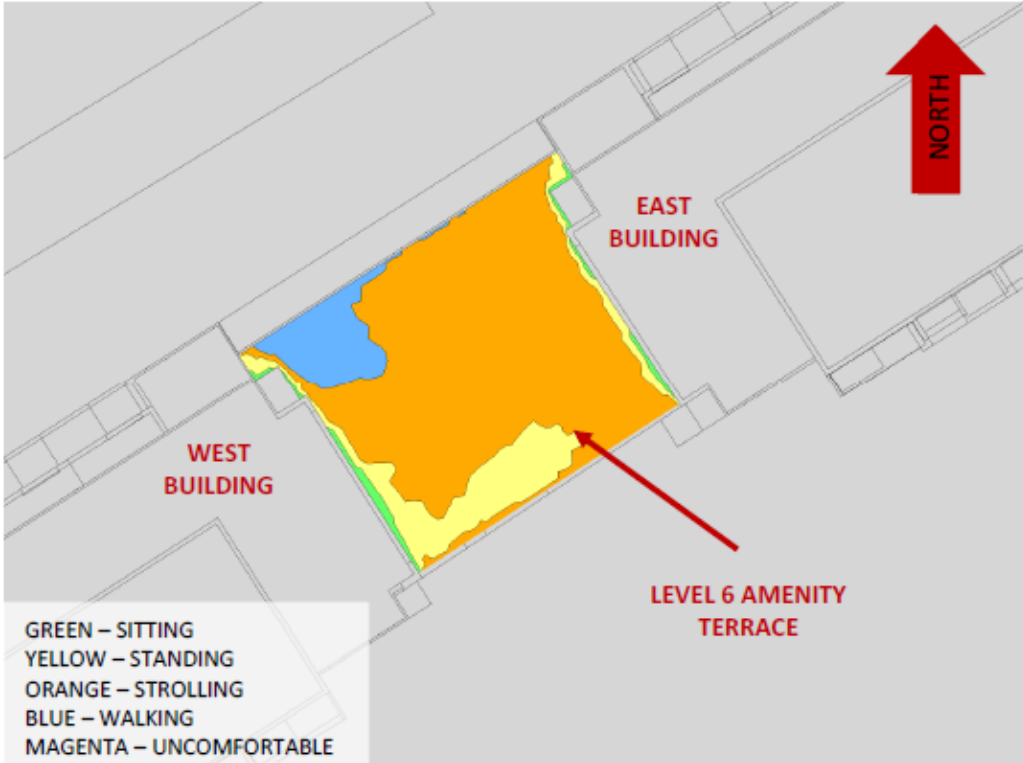 NORTH
EAST
BUILDING
WEST
BUILDING
LEVEL 6 AMENITY
TERRACE
GREEN – SITTING
YELLOW – STANDING
ORANGE – STROLLING
BLUE – WALKING
MAGENTA – UNCOMFORTABLE